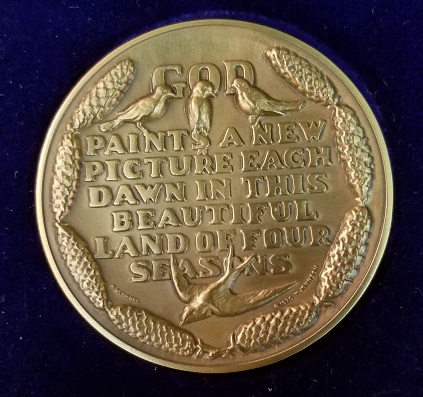 GOD
PAINTS A NEW
PICTURE EACH
DAWN IN THIS
BEAUTIFUL
LAND OF FOUR
SEASONS